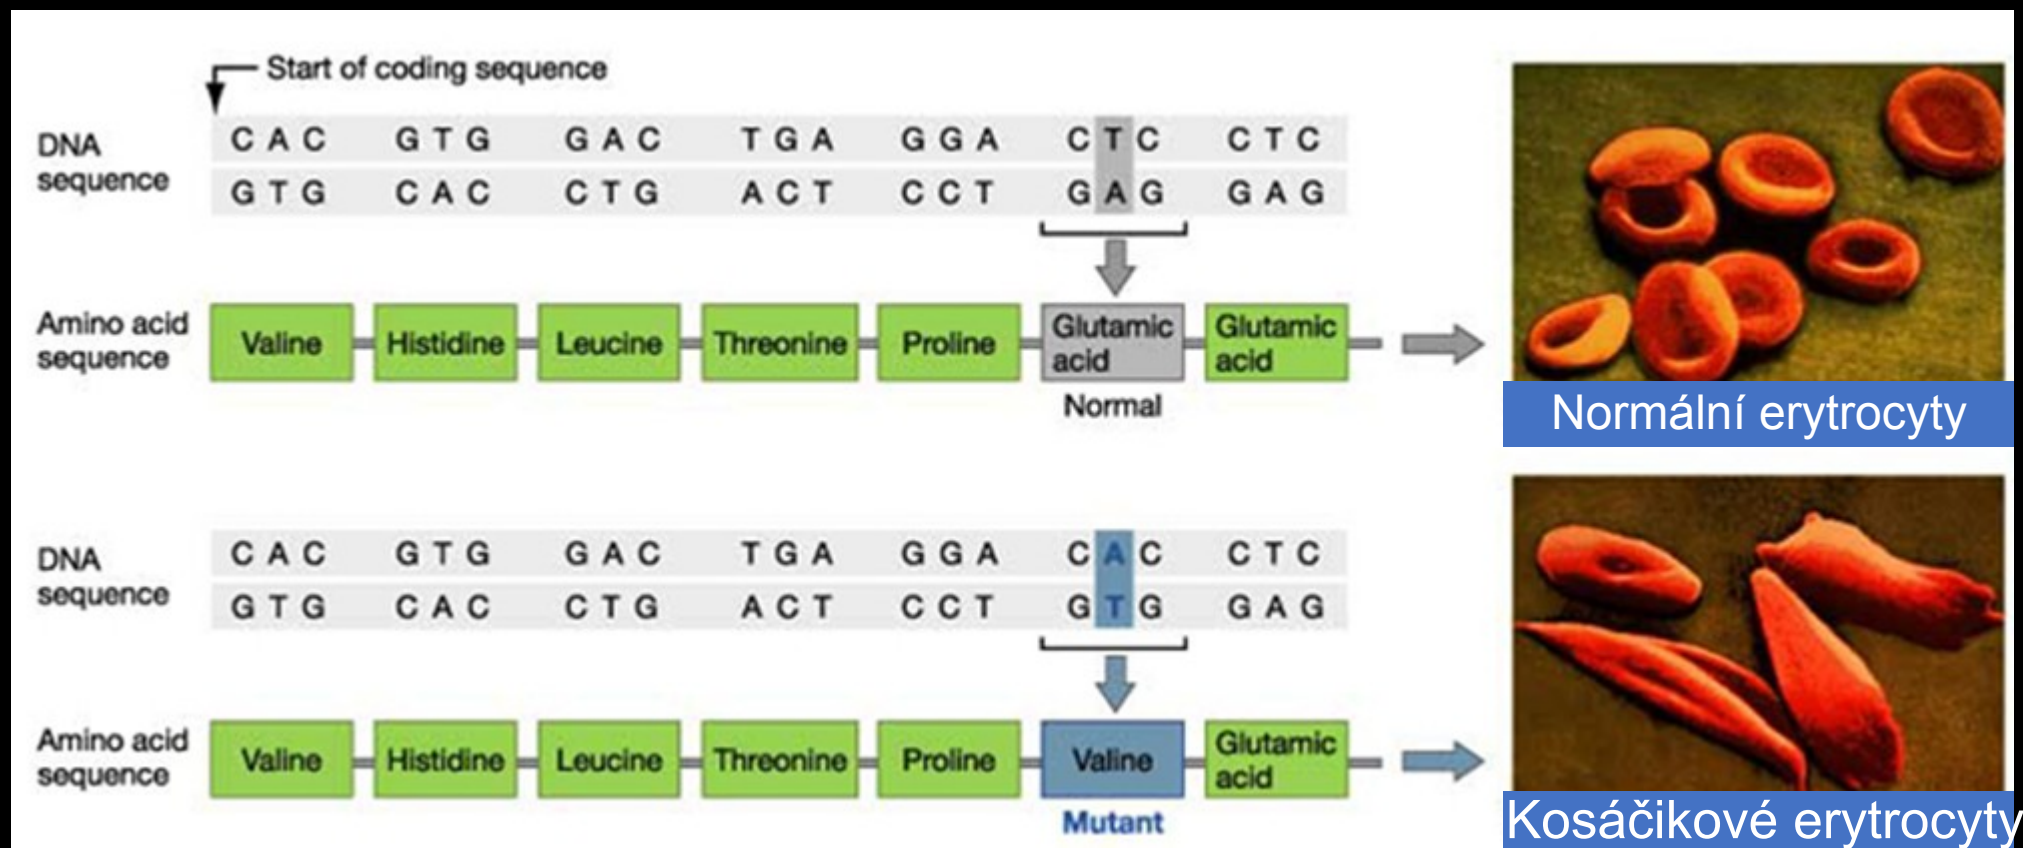 Start of coding sequence
DNA
sequence
C A C G T G G A C T G A G G A C T C C T C
G T G C A C C T G A C T C C T G A G G A G
Amino acid
sequence
Valine Histidine Leucine Threonine Proline Glutamic
acid Glutamic
acid
Normal
Normální erytrocyty
DNA
sequence
C A C G T G G A C T G A G G A C A C C T C
G T G C A C C T G A C T C C T G T G G A G
Amino acid
sequence
Valine Histidine Leucine Threonine Proline Valine Glutamic
acid
Mutant
Kosáčikové erytrocyty